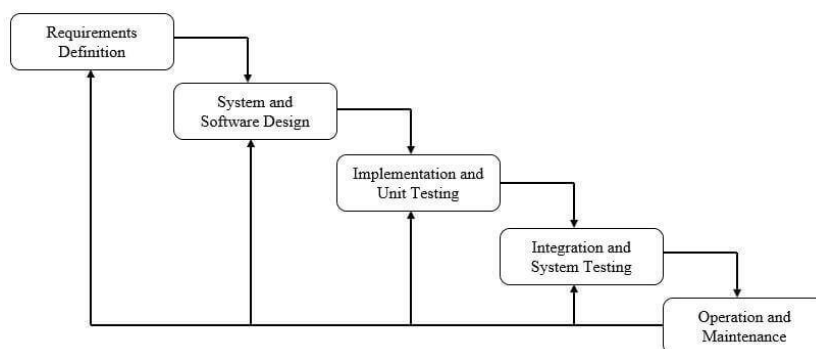 Requirements
Definition
System and
Software Design
Implementation and
Unit Testing
Integration and
System Testing
Operation and
Maintenance